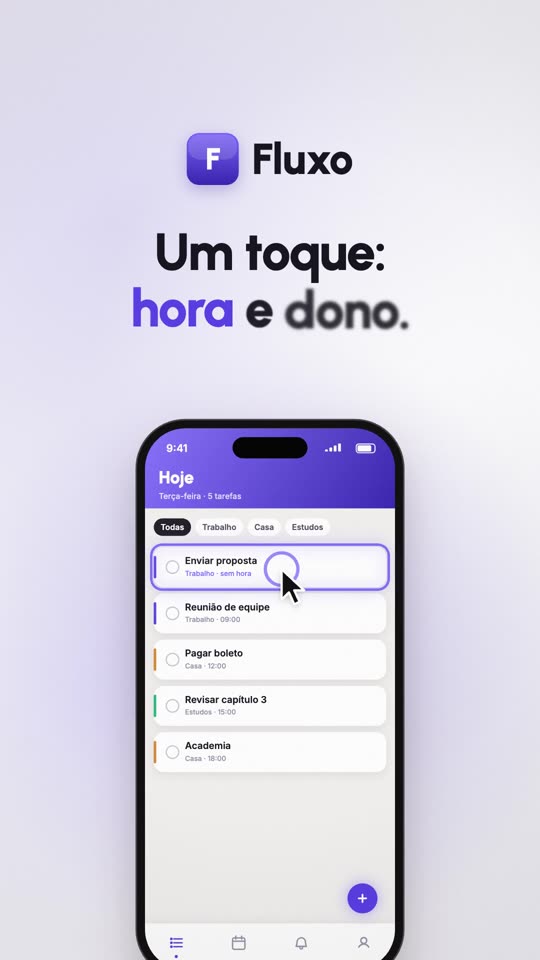 F Fluxo
Um toque:
hora e dono.
9:41
Hoje
Terça-feira · 5 tarefas
Todas Trabalho Casa Estudos
Enviar proposta
Trabalho · sem hora
Reunião de equipe
Trabalho · 09:00
Pagar boleto
Casa · 12:00
Revisar capítulo 3
Estudos · 15:00
Academia
Casa · 18:00
+